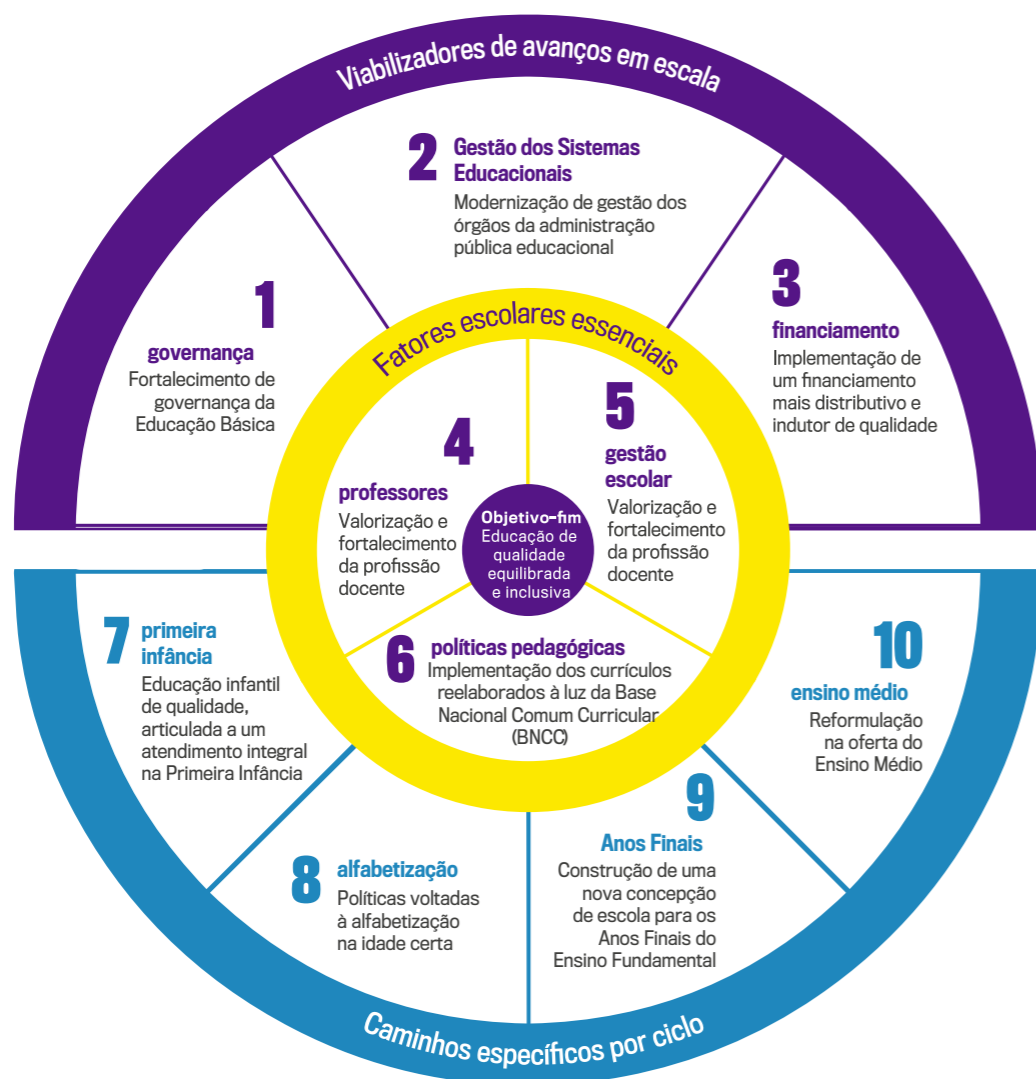 Viabilizadores de avanços em escala
2
Gestão dos Sistemas
Educacionais
Modernização de gestão dos
órgãos da administração
pública educacional
1
governança
Fortalecimento de
governança da
Educação Básica
3
financiamento
Implementação de
um financiamento
mais distributivo e
indutor de qualidade
Fatores escolares essenciais
4
professores
Valorização e
fortalecimento
da profissão
docente
5
gestão
escolar
Valorização e
fortalecimento
da profissão
docente
Objetivo-fim
Educação de
qualidade
equilibrada
e inclusiva
6
políticas pedagógicas
Implementação dos currículos
reelaborados à luz da Base
Nacional Comum Curricular
(BNCC)
7
primeira
infância
Educação infantil
de qualidade,
articulada a um
atendimento integral
na Primeira Infância
8
alfabetização
Políticas voltadas
à alfabetização
na idade certa
9
Anos Finais
Construção de uma
nova concepção
de escola para os
Anos Finais do
Ensino Fundamental
10
ensino médio
Reformulação
na oferta do
Ensino Médio
Caminhos específicos por ciclo